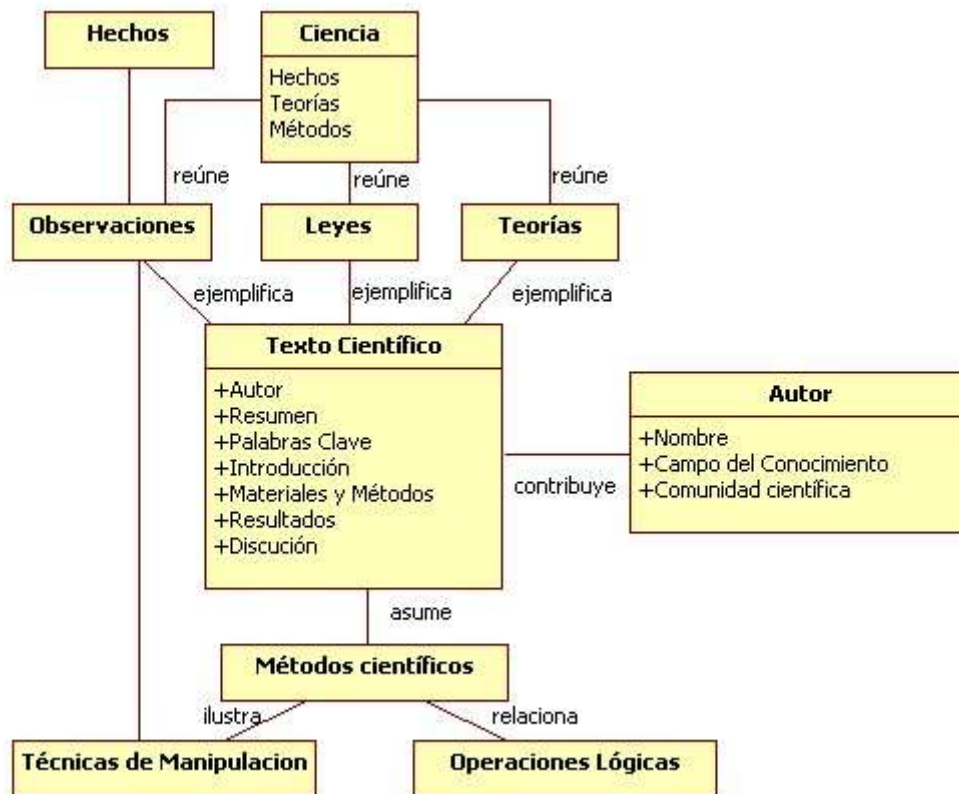 Hechos
Ciencia
Hechos
Teorías
Métodos
reúne
reúne
reúne
Observaciones
Leyes
Teorías
ejemplifica
ejemplifica
ejemplifica
Texto Científico
+Autor
+Resumen
+Palabras Clave
+Introducción
+Materiales y Métodos
+Resultados
+Discución
Autor
+Nombre
+Campo del Conocimiento
+Comunidad científica
contribuye
asume
Métodos científicos
ilustra
relaciona
Técnicas de Manipulacion
Operaciones Lógicas